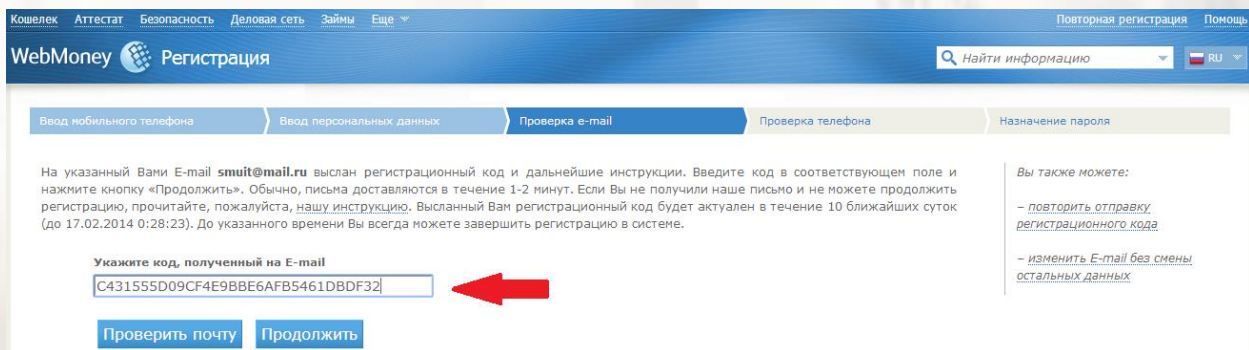 Кошелек Аттестат Безопасность Деловая сеть Займы Еще Повторная регистрация Помощь
WebMoney Регистрация Найти информацию RU
Ввод мобильного телефона Ввод персональных данных Проверка e-mail Проверка телефона Назначение пароля
На указанный Вами E-mail smuit@mail.ru выслан регистрационный код и дальнейшие инструкции. Введите код в соответствующем поле и
нажмите кнопку «Продолжить». Обычно, письма доставляются в течение 1-2 минут. Если Вы не получили наше письмо и не можете продолжить
регистрацию, прочитайте, пожалуйста, нашу инструкцию. Высланный Вам регистрационный код будет актуален в течение 10 ближайших суток
(до 17.02.2014 0:28:23). До указанного времени Вы всегда можете завершить регистрацию в системе.
Укажите код, полученный на E-mail
C431555D09CF4E9BBE6AFB5461DBDF32
Проверить почту Продолжить
Вы также можете:
– повторить отправку
регистрационного кода
– изменить E-mail без смены
остальных данных